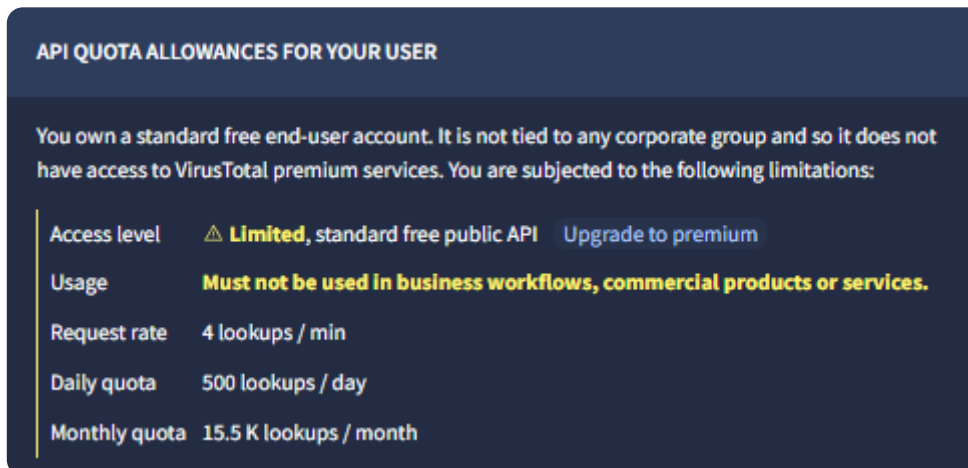 API QUOTA ALLOWANCES FOR YOUR USER
You own a standard free end-user account. It is not tied to any corporate group and so it does not
have access to VirusTotal premium services. You are subjected to the following limitations:
Access level ⚠ Limited, standard free public API Upgrade to premium
Usage Must not be used in business workflows, commercial products or services.
Request rate 4 lookups / min
Daily quota 500 lookups / day
Monthly quota 15.5 K lookups / month